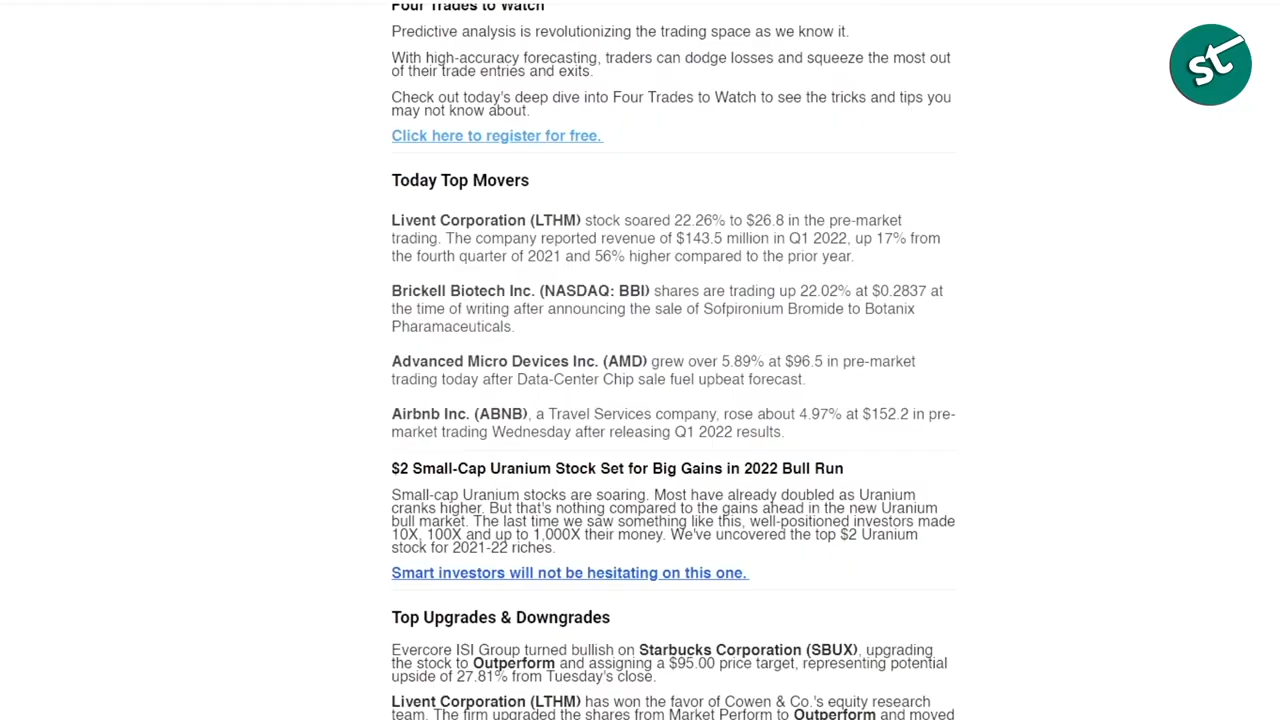 Four Trades to Watch
Predictive analysis is revolutionizing the trading space as we know it.
With high-accuracy forecasting, traders can dodge losses and squeeze the most out
of their trade entries and exits.
Check out today's deep dive into Four Trades to Watch to see the tricks and tips you
may not know about.
Click here to register for free.
Today Top Movers
Livent Corporation (LTHM) stock soared 22.26% to $26.8 in the pre-market
trading. The company reported revenue of $143.5 million in Q1 2022, up 17% from
the fourth quarter of 2021 and 56% higher compared to the prior year.
Brickell Biotech Inc. (NASDAQ: BBI) shares are trading up 22.02% at $0.2837 at
the time of writing after announcing the sale of Sofpironium Bromide to Botanix
Pharamaceuticals.
Advanced Micro Devices Inc. (AMD) grew over 5.89% at $96.5 in pre-market
trading today after Data-Center Chip sale fuel upbeat forecast.
Airbnb Inc. (ABNB), a Travel Services company, rose about 4.97% at $152.2 in pre-
market trading Wednesday after releasing Q1 2022 results.
$2 Small-Cap Uranium Stock Set for Big Gains in 2022 Bull Run
Small-cap Uranium stocks are soaring. Most have already doubled as Uranium
cranks higher. But that's nothing compared to the gains ahead in the new Uranium
bull market. The last time we saw something like this, well-positioned investors made
10X, 100X and up to 1,000X their money. We've uncovered the top $2 Uranium
stock for 2021-22 riches.
Smart investors will not be hesitating on this one.
Top Upgrades & Downgrades
Evercore ISI Group turned bullish on Starbucks Corporation (SBUX), upgrading
the stock to Outperform and assigning a $95.00 price target, representing potential
upside of 27.81% from Tuesday's close.
Livent Corporation (LTHM) has won the favor of Cowen & Co.'s equity research
team. The firm upgraded the shares from Market Perform to Outperform and moved
st